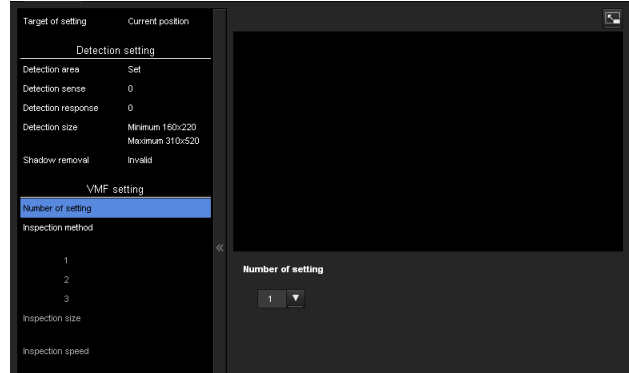 Target of setting Current position
Detection setting
Detection area Set
Detection sense 0
Detection response 0
Detection size Minimum 160x220
Maximum 310x520
Shadow removal Invalid
VMF setting
Number of setting
Inspection method
1
2
3
Inspection size
Inspection speed
«
Number of setting
1 ▼